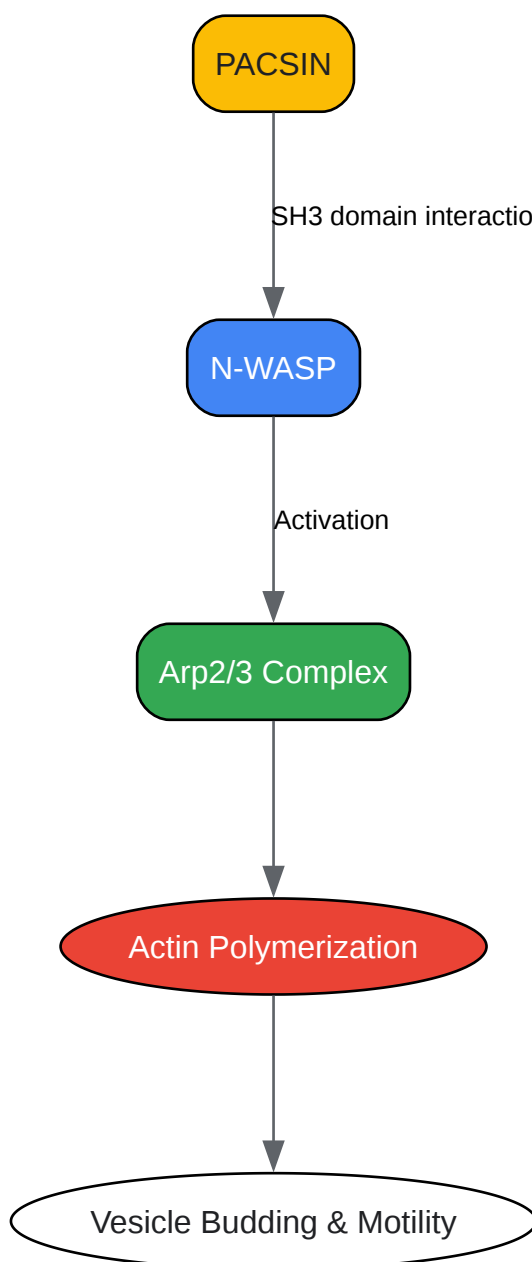 PACSIN
SH3 domain interactio
N-WASP
Activation
Arp2/3 Complex
Actin Polymerization
Vesicle Budding & Motility